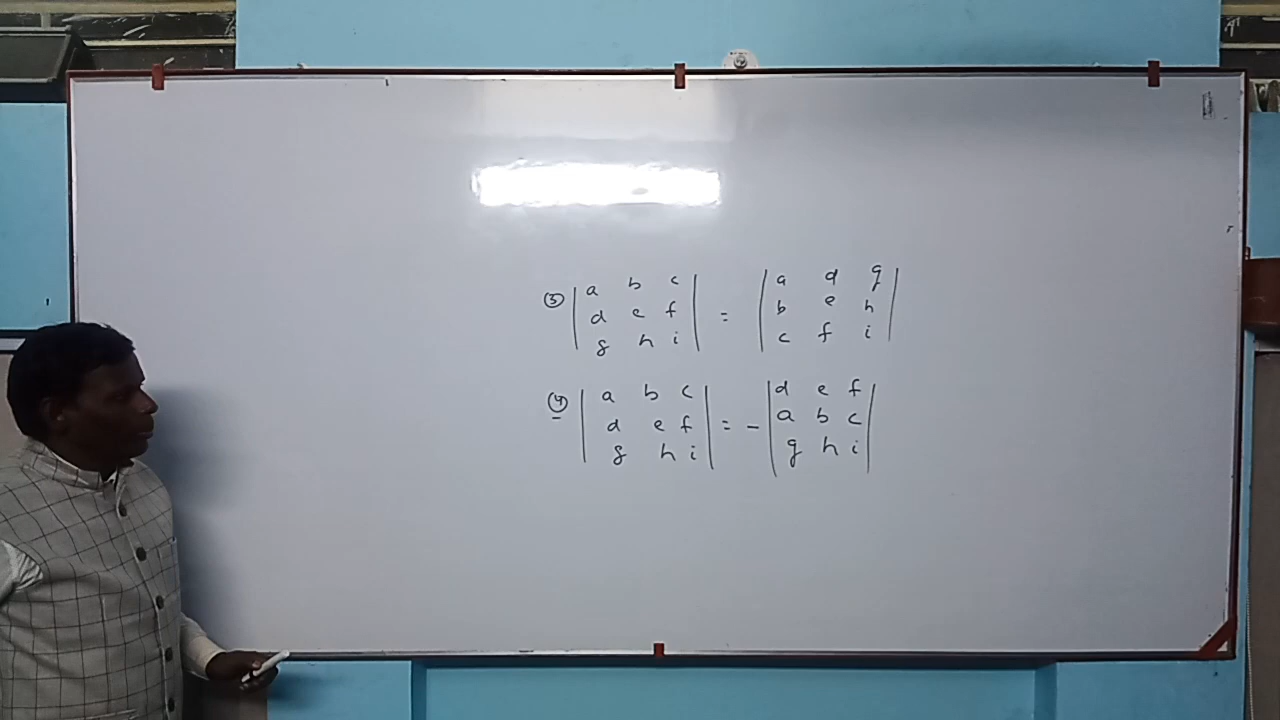 ③ | a b c | = | a d g |
| d e f | | b e h |
| g h i | | c f i |
④ | a b c | = - | d e f |
| d e f | | a b c |
| g h i | | g h i |